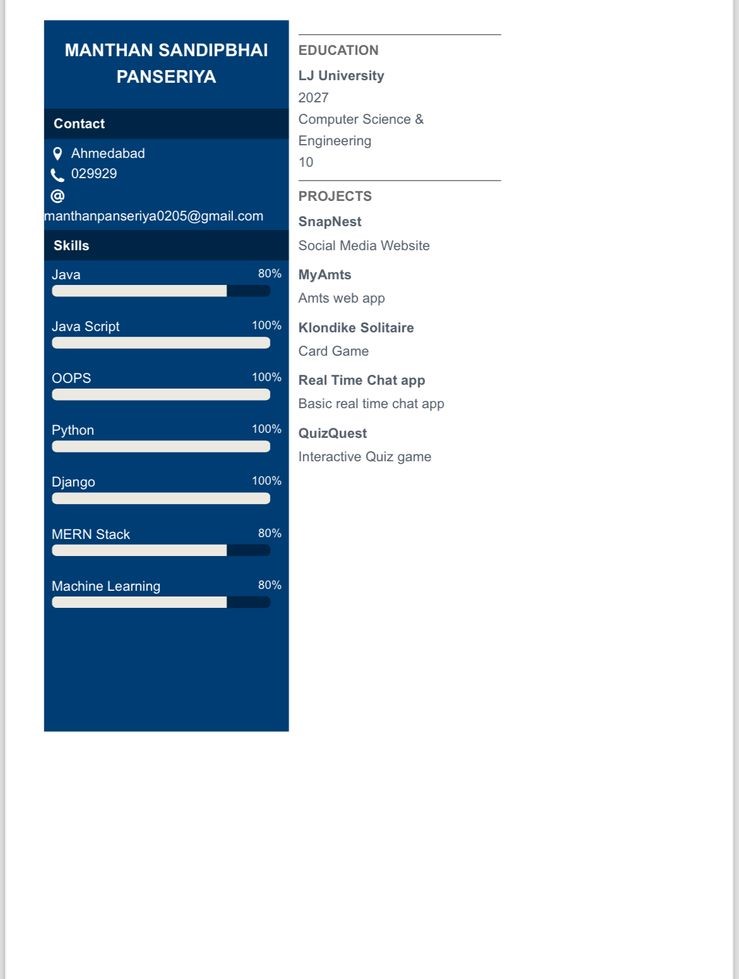 MANTHAN SANDIPBHAI
PANSERIYA
Contact
Ahmedabad
029929
@
manthanpanseriya0205@gmail.com
Skills
Java 80%
Java Script 100%
OOPS 100%
Python 100%
Django 100%
MERN Stack 80%
Machine Learning 80%
EDUCATION
LJ University
2027
Computer Science &
Engineering
10
PROJECTS
SnapNest
Social Media Website
MyAmts
Amts web app
Klondike Solitaire
Card Game
Real Time Chat app
Basic real time chat app
QuizQuest
Interactive Quiz game